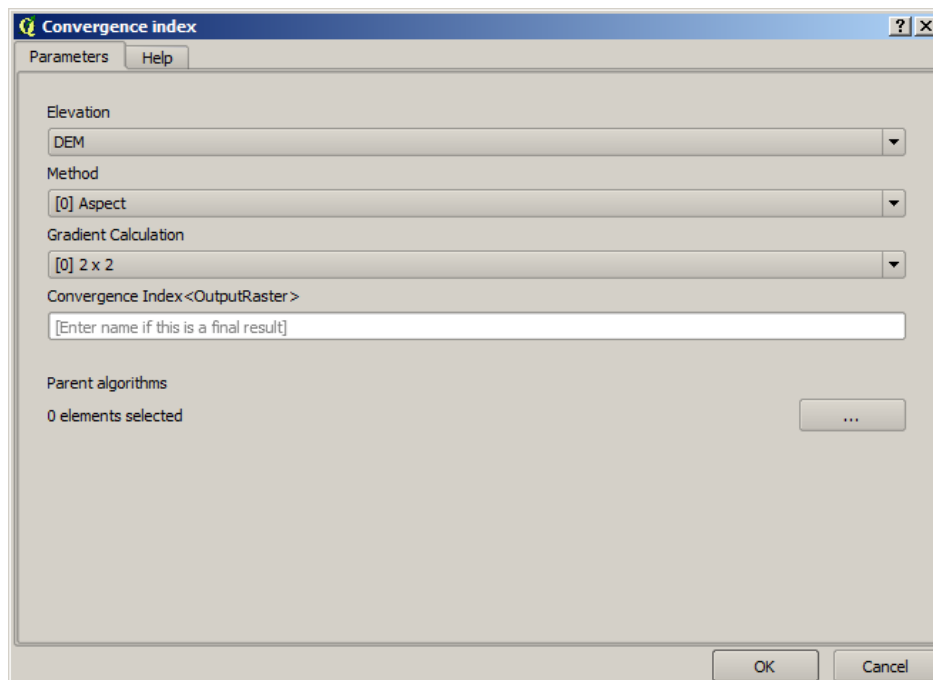 Convergence index
Parameters Help
Elevation
DEM
Method
[0] Aspect
Gradient Calculation
[0] 2 x 2
Convergence Index<OutputRaster>
[Enter name if this is a final result]
Parent algorithms
0 elements selected ...
OK Cancel